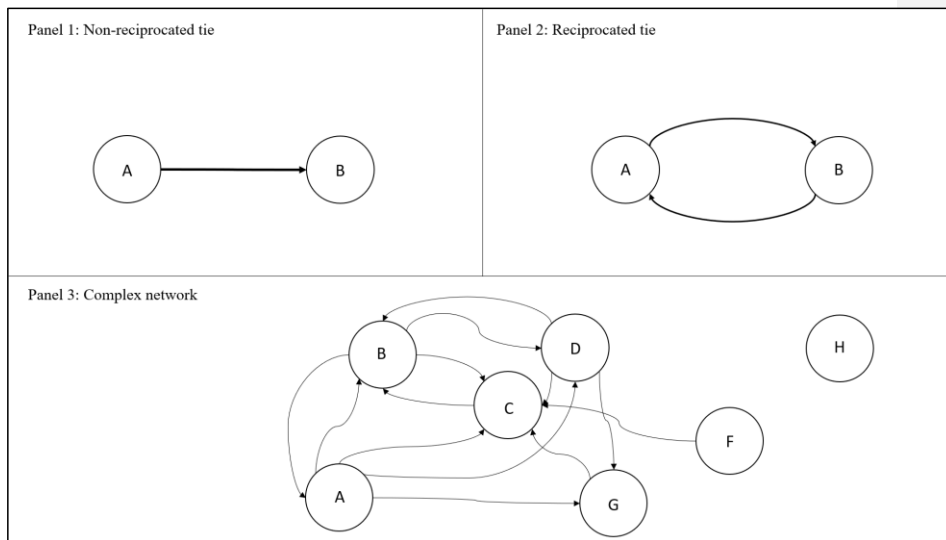 Panel 1: Non-reciprocated tie
A
B
Panel 2: Reciprocated tie
A
B
Panel 3: Complex network
B
D
H
C
F
A
G